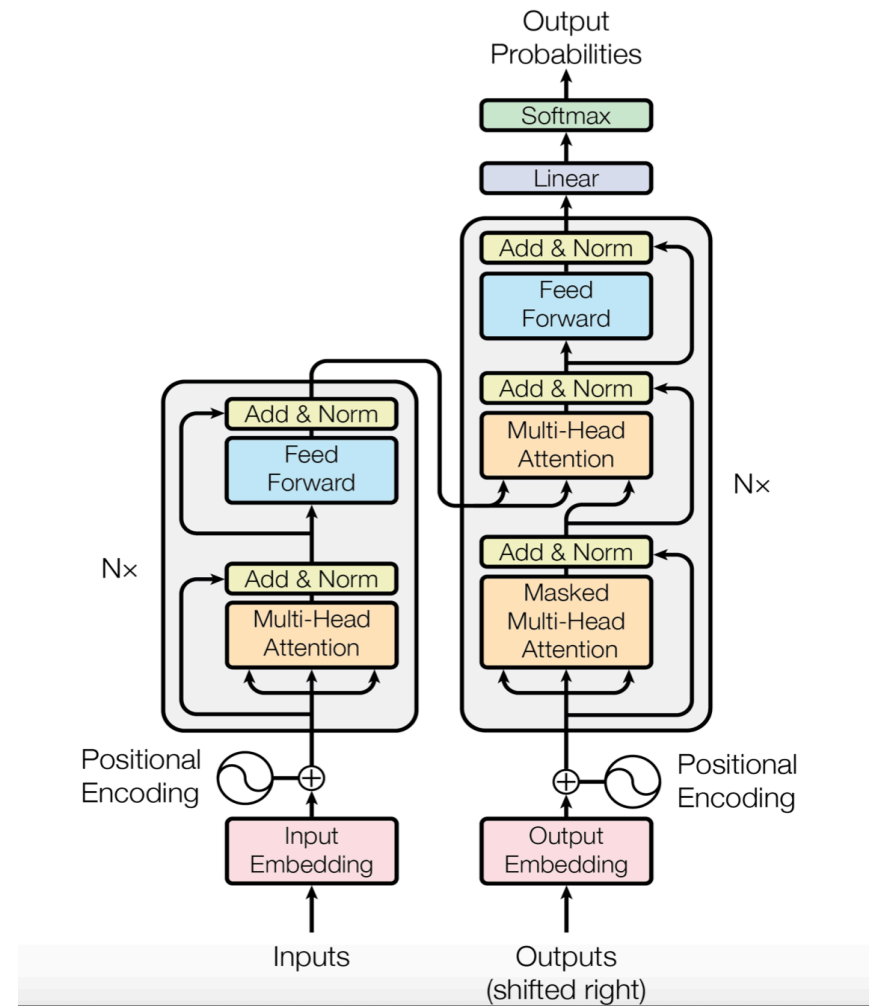 Output
Probabilities
Softmax
Linear
Add & Norm
Feed
Forward
Add & Norm
Multi-Head
Attention
Nx
Add & Norm
Masked
Multi-Head
Attention
Add & Norm
Feed
Forward
Nx
Add & Norm
Multi-Head
Attention
Positional
Encoding
Positional
Encoding
Input
Embedding
Output
Embedding
Inputs
Outputs
(shifted right)